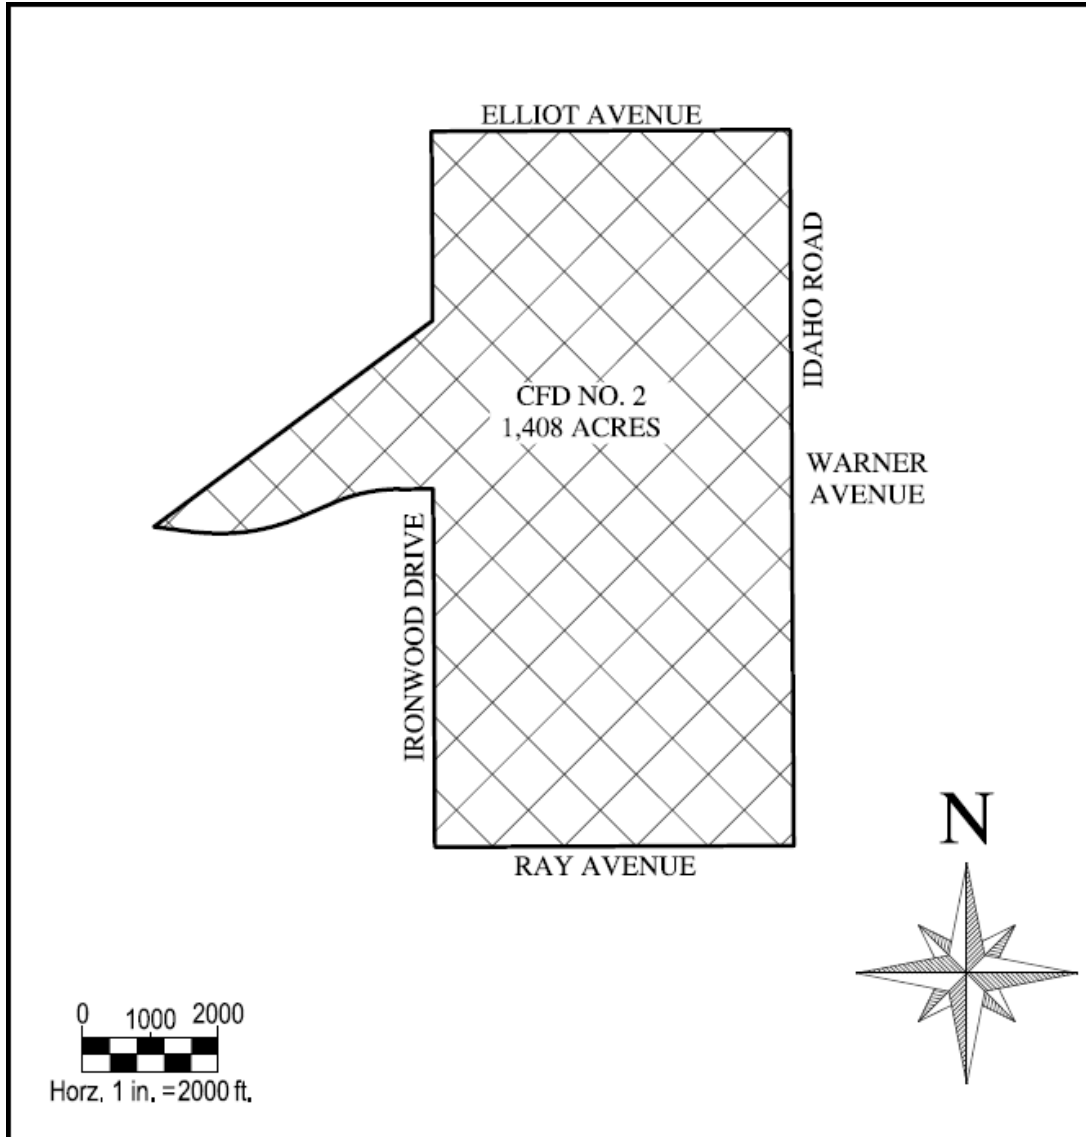 ELLIOT AVENUE
IDAHO ROAD
CFD NO. 2
1,408 ACRES
WARNER
AVENUE
IRONWOOD DRIVE
RAY AVENUE
N
0 1000 2000
Horz, 1 in. =2000 ft.